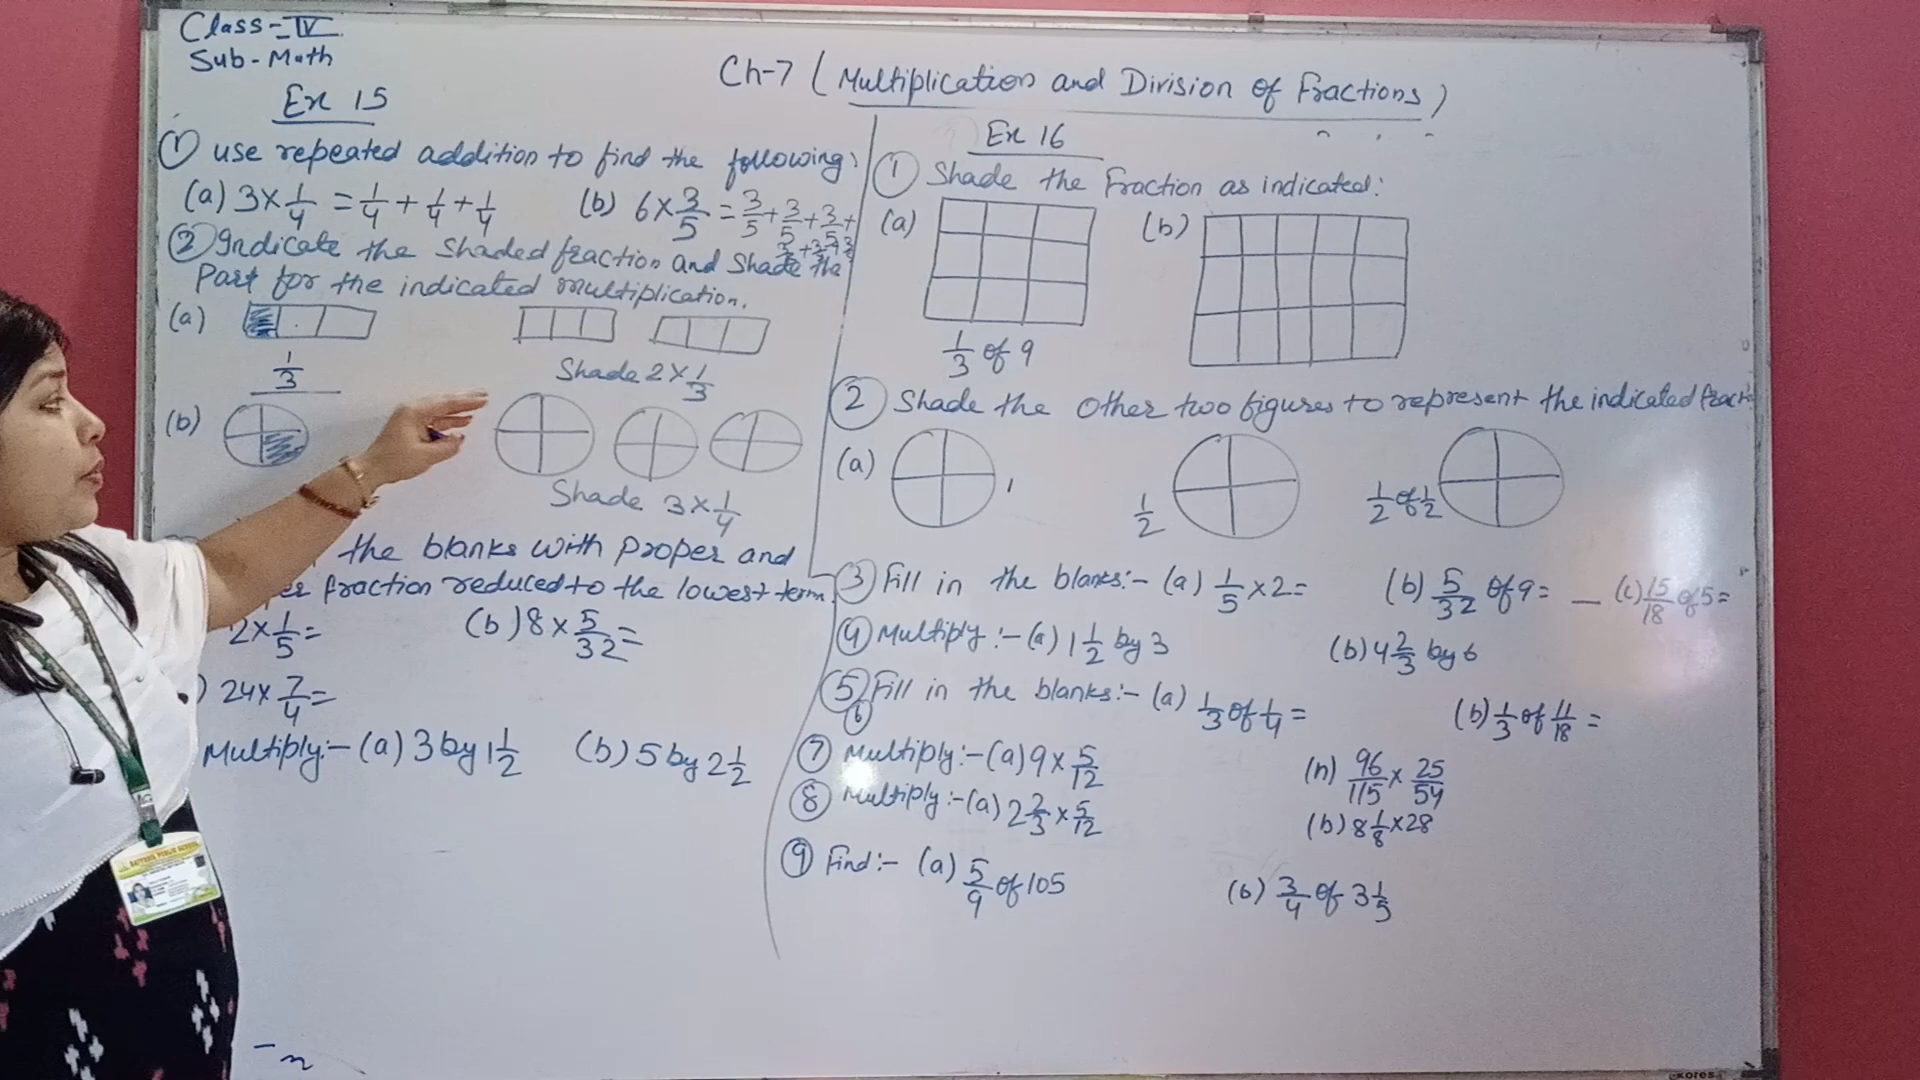 Class-IV
Sub-Math
Ch-7 (Multiplication and Division of Fractions)
Ex 15
① use repeated addition to find the following:
(a) 3×1/4 = 1/4 + 1/4 + 1/4 (b) 6×3/5 = 3/5+3/5+3/5+
3/5+3/5+3/5
② Indicate the shaded fraction and shade the
Part for the indicated multiplication.
(a)
1/3
Shade 2×1/3
(b)
Shade 3×1/4
the blanks with proper and
fraction reduced to the lowest term.
2×1/5= (b) 8×5/32=
) 24×7/4=
Multiply:- (a) 3 by 1 1/2 (b) 5 by 2 1/2
Ex 16
① Shade the Fraction as indicated:
(a) (b)
1/3 of 9
② Shade the other two figures to represent the indicated fracti
(a) 1 1/2 1/2 of 1/2
③ Fill in the blanks:- (a) 1/5×2= (b) 5/32 of 9= _ (c) 15/18 of 5=
④ Multiply:- (a) 1 1/2 by 3 (b) 4 2/3 by 6
⑤ Fill in the blanks:- (a) 1/3 of 1/4 = (b) 1/3 of 11/18 =
⑥
⑦ Multiply:- (a) 9×5/12 (n) 96/115 × 25/54
⑧ Multiply:- (a) 2 2/3 × 5/12 (b) 8 1/8 × 28
⑨ Find:- (a) 5/9 of 105 (b) 3/4 of 3 1/5
kores